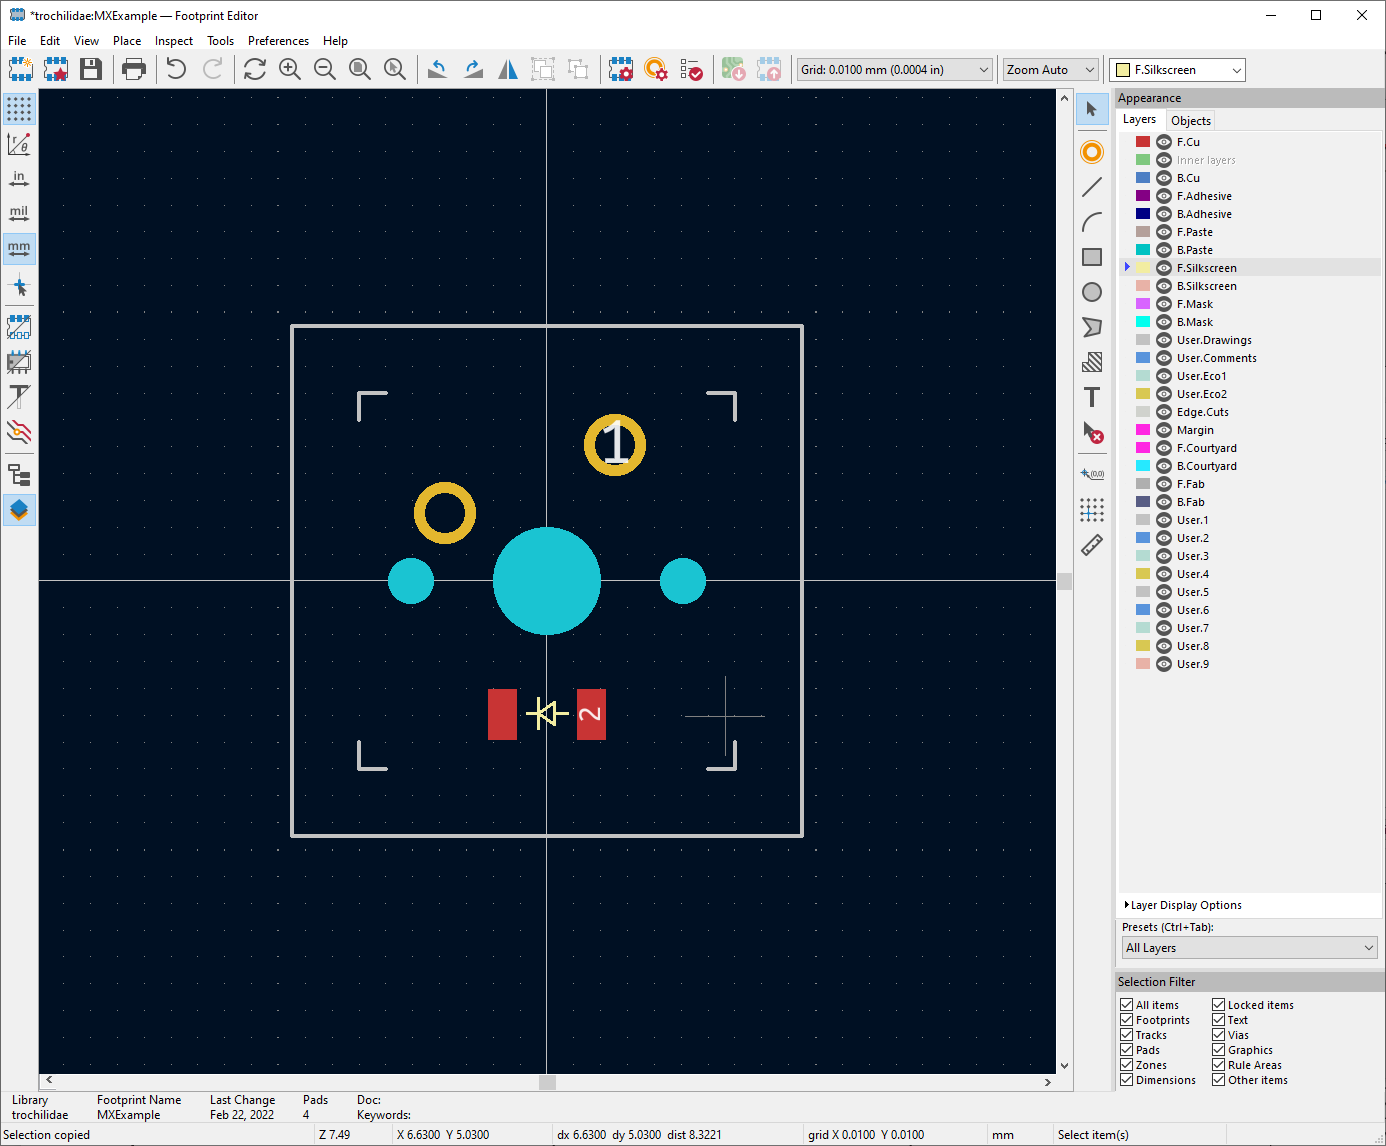 *trochilidae:MXExample — Footprint Editor
File Edit View Place Inspect Tools Preferences Help
Grid: 0.0100 mm (0.0004 in) Zoom Auto F.Silkscreen
r θ
in
mil
mm
T
(0,0)
1
2
Appearance
Layers Objects
F.Cu
Inner layers
B.Cu
F.Adhesive
B.Adhesive
F.Paste
B.Paste
F.Silkscreen
B.Silkscreen
F.Mask
B.Mask
User.Drawings
User.Comments
User.Eco1
User.Eco2
Edge.Cuts
Margin
F.Courtyard
B.Courtyard
F.Fab
B.Fab
User.1
User.2
User.3
User.4
User.5
User.6
User.7
User.8
User.9
Layer Display Options
Presets (Ctrl+Tab):
All Layers
Selection Filter
All items Locked items
Footprints Text
Tracks Vias
Pads Graphics
Zones Rule Areas
Dimensions Other items
Library Footprint Name Last Change Pads Doc:
trochilidae MXExample Feb 22, 2022 4 Keywords:
Selection copied Z 7.49 X 6.6300 Y 5.0300 dx 6.6300 dy 5.0300 dist 8.3221 grid X 0.0100 Y 0.0100 mm Select item(s)